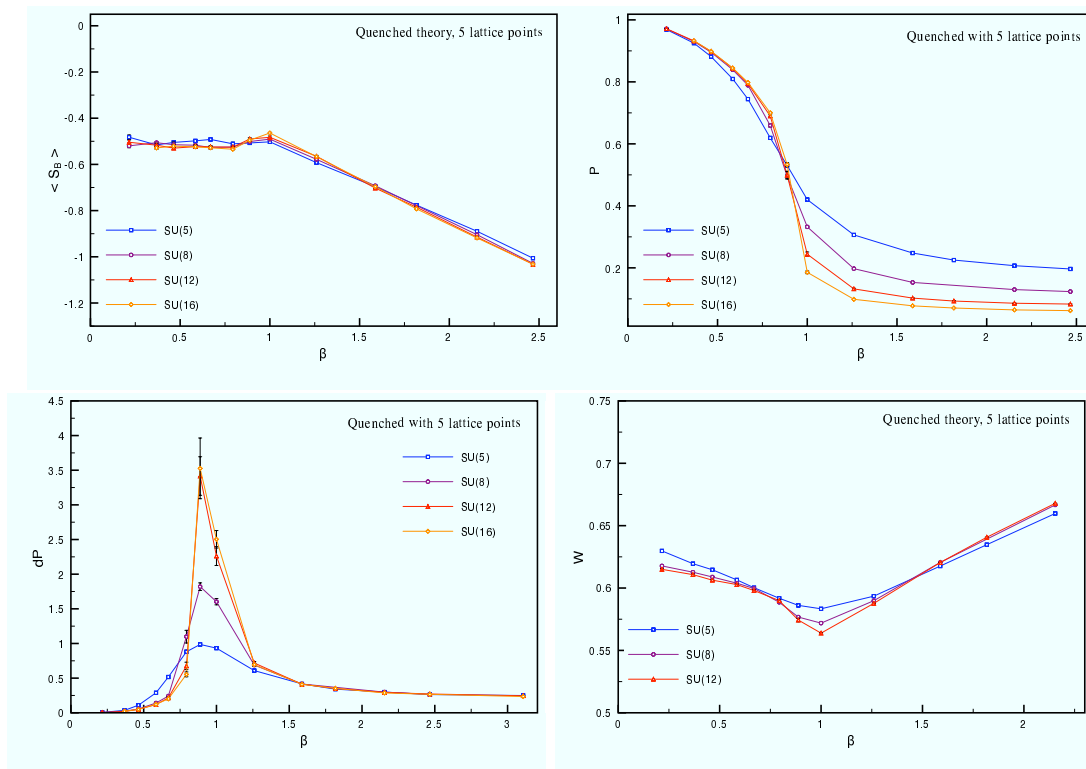 Quenched theory, 5 lattice points
0
-0.2
-0.4
-0.6
-0.8
-1
-1.2
< S_B >
SU(5)
SU(8)
SU(12)
SU(16)
0 0.5 1 1.5 2 2.5
β
Quenched with 5 lattice points
1
0.8
0.6
0.4
0.2
P
SU(5)
SU(8)
SU(12)
SU(16)
0 0.5 1 1.5 2 2.5
β
Quenched with 5 lattice points
4.5
4
3.5
3
2.5
2
1.5
1
0.5
0
dP
SU(5)
SU(8)
SU(12)
SU(16)
0 0.5 1 1.5 2 2.5 3
β
Quenched theory, 5 lattice points
0.75
0.7
0.65
0.6
0.55
0.5
W
SU(5)
SU(8)
SU(12)
0 0.5 1 1.5 2
β